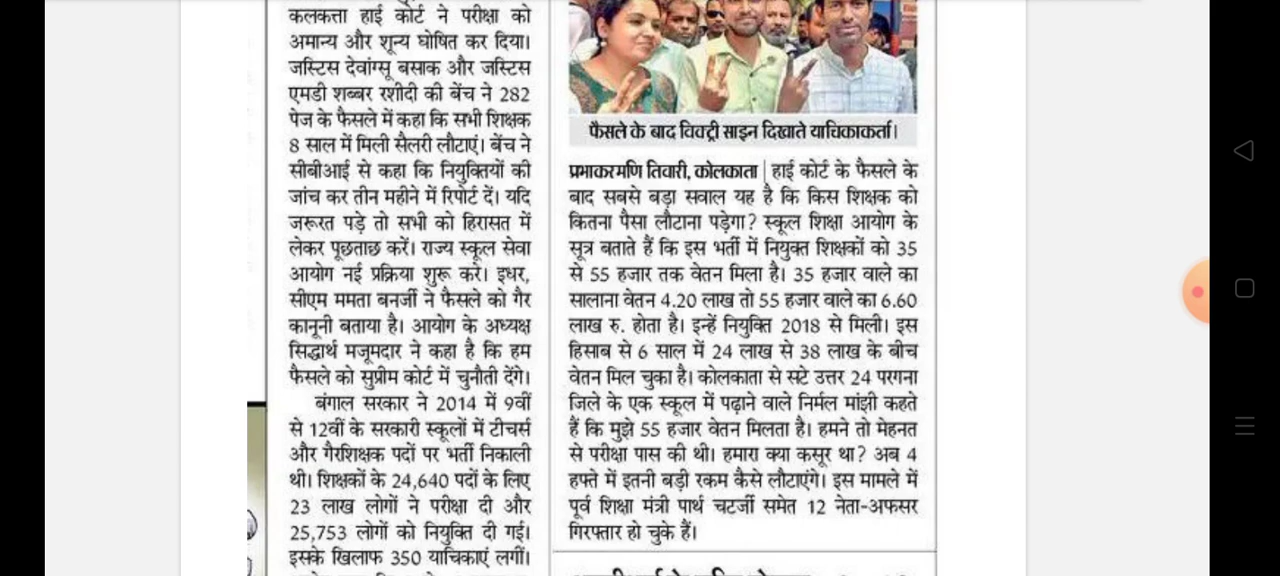 कलकत्ता हाई कोर्ट ने परीक्षा को
अमान्य और शून्य घोषित कर दिया।
जस्टिस देवांग्सू बसाक और जस्टिस
एमडी शब्बर रशीदी की बेंच ने 282
पेज के फैसले में कहा कि सभी शिक्षक
8 साल में मिली सैलरी लौटाएं। बेंच ने
सीबीआई से कहा कि नियुक्तियों की
जांच कर तीन महीने में रिपोर्ट दें। यदि
जरूरत पड़े तो सभी को हिरासत में
लेकर पूछताछ करें। राज्य स्कूल सेवा
आयोग नई प्रक्रिया शुरू करे। इधर,
सीएम ममता बनर्जी ने फैसले को गैर
कानूनी बताया है। आयोग के अध्यक्ष
सिद्धार्थ मजूमदार ने कहा है कि हम
फैसले को सुप्रीम कोर्ट में चुनौती देंगे।
बंगाल सरकार ने 2014 में 9वीं
से 12वीं के सरकारी स्कूलों में टीचर्स
और गैरशिक्षक पदों पर भर्ती निकाली
थी। शिक्षकों के 24,640 पदों के लिए
23 लाख लोगों ने परीक्षा दी और
25,753 लोगों को नियुक्ति दी गई।
इसके खिलाफ 350 याचिकाएं लगीं।
फैसले के बाद विक्ट्री साइन दिखाते याचिकाकर्ता।
प्रभाकरमणि तिवारी, कोलकाता | हाई कोर्ट के फैसले के
बाद सबसे बड़ा सवाल यह है कि किस शिक्षक को
कितना पैसा लौटाना पड़ेगा? स्कूल शिक्षा आयोग के
सूत्र बताते हैं कि इस भर्ती में नियुक्त शिक्षकों को 35
से 55 हजार तक वेतन मिला है। 35 हजार वाले का
सालाना वेतन 4.20 लाख तो 55 हजार वाले का 6.60
लाख रु. होता है। इन्हें नियुक्ति 2018 से मिली। इस
हिसाब से 6 साल में 24 लाख से 38 लाख के बीच
वेतन मिल चुका है। कोलकाता से सटे उत्तर 24 परगना
जिले के एक स्कूल में पढ़ाने वाले निर्मल मांझी कहते
हैं कि मुझे 55 हजार वेतन मिलता है। हमने तो मेहनत
से परीक्षा पास की थी। हमारा क्या कसूर था? अब 4
हफ्ते में इतनी बड़ी रकम कैसे लौटाएंगे। इस मामले में
पूर्व शिक्षा मंत्री पार्थ चटर्जी समेत 12 नेता-अफसर
गिरफ्तार हो चुके हैं।